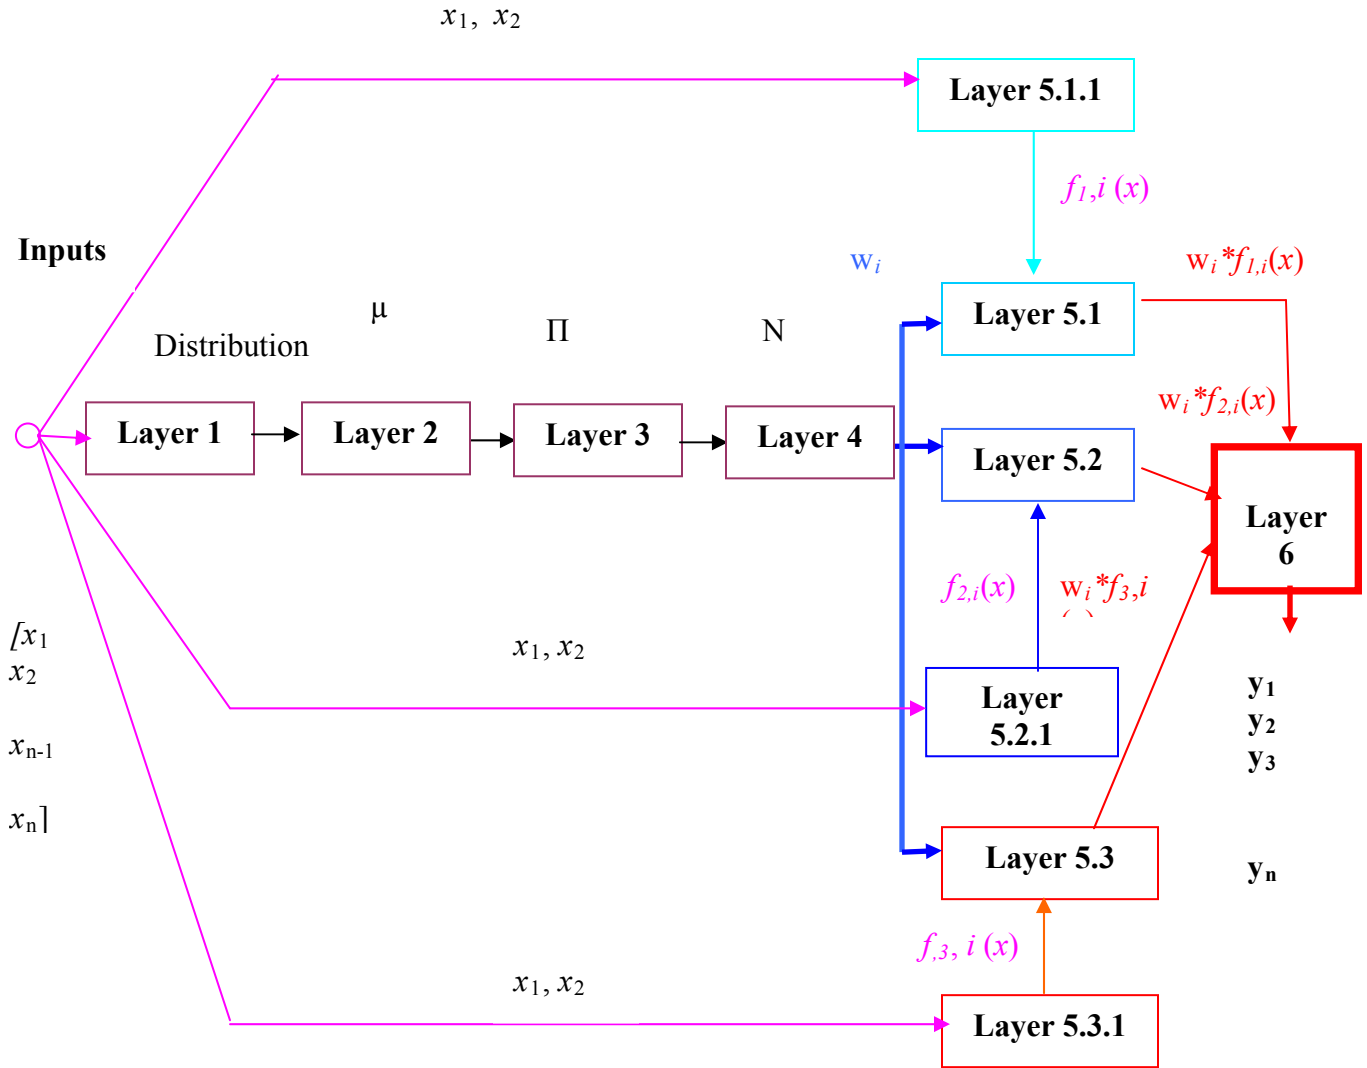 x₁, x₂
Layer 5.1.1
f₁,i (x)
Inputs
wᵢ
wᵢ*f₁,ᵢ(x)
μ
Layer 5.1
Distribution
Π
N
wᵢ*f₂,ᵢ(x)
Layer 1
Layer 2
Layer 3
Layer 4
Layer 5.2
Layer
6
f₂,ᵢ(x)
wᵢ*f₃,i
[x₁
x₂
xₙ₋₁
xₙ]
x₁, x₂
Layer
5.2.1
y₁
y₂
y₃
yₙ
Layer 5.3
f,₃, i (x)
x₁, x₂
Layer 5.3.1